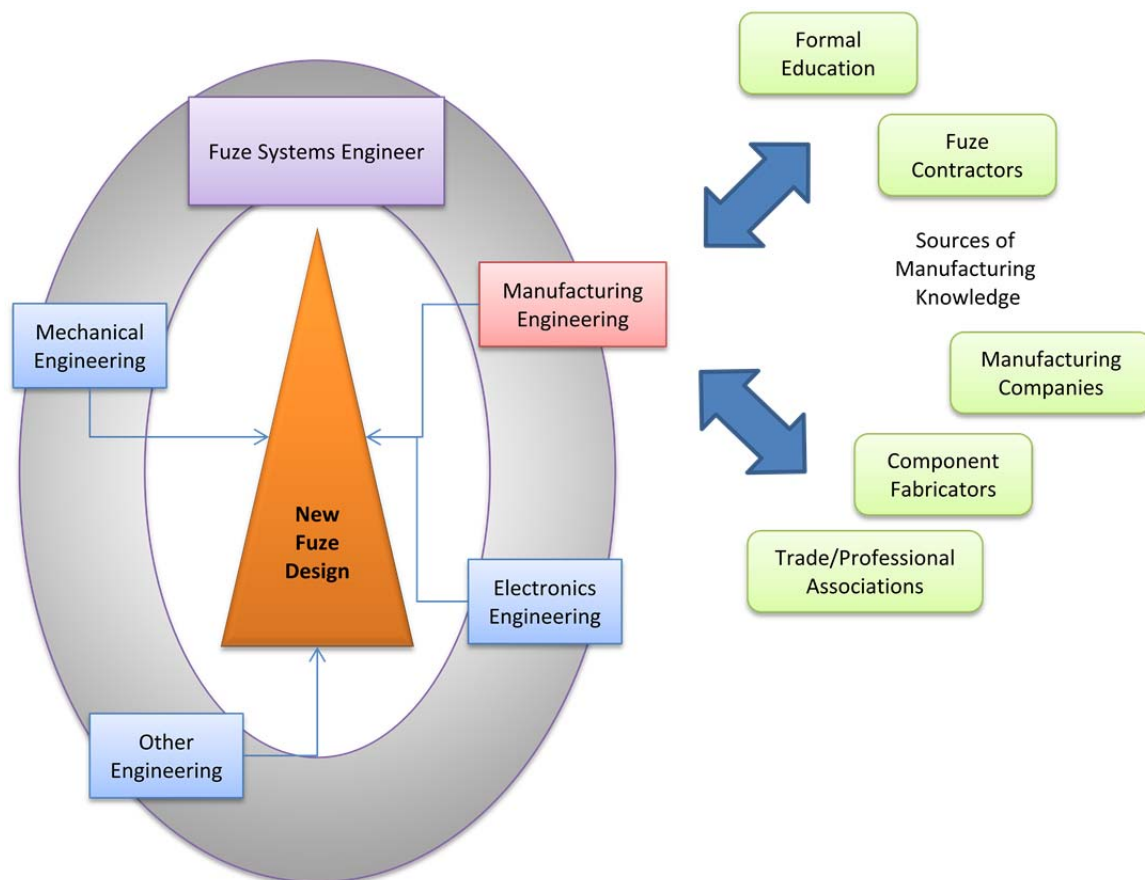 Formal
Education
Fuze Systems Engineer
Fuze
Contractors
Sources of
Manufacturing
Knowledge
Manufacturing
Engineering
Mechanical
Engineering
Manufacturing
Companies
Component
Fabricators
New
Fuze
Design
Trade/Professional
Associations
Electronics
Engineering
Other
Engineering